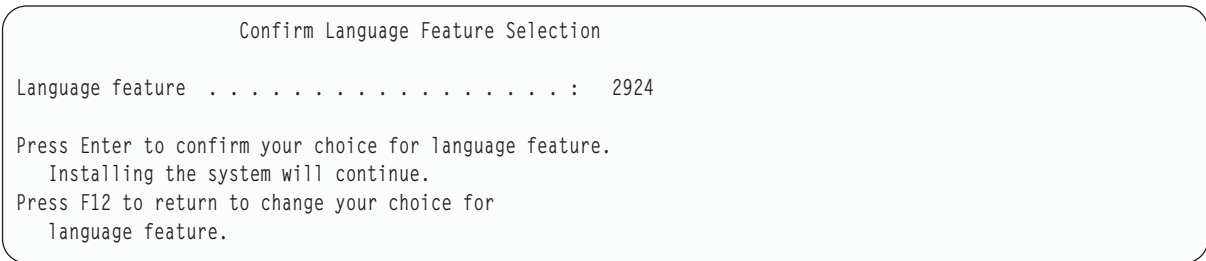 Confirm Language Feature Selection
Language feature . . . . . . . . . . . . . . . . . : 2924
Press Enter to confirm your choice for language feature.
Installing the system will continue.
Press F12 to return to change your choice for
language feature.